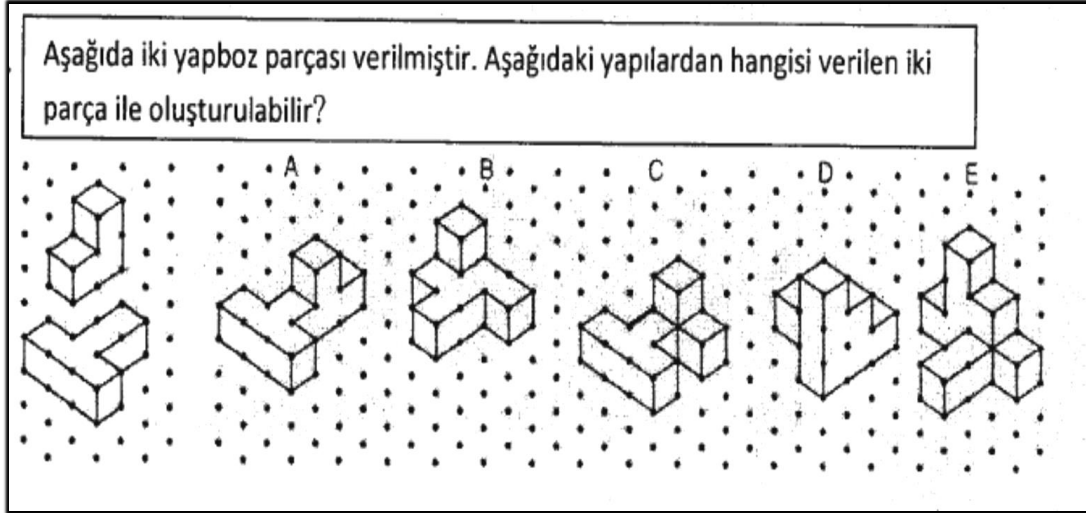 Aşağıda iki yapboz parçası verilmiştir. Aşağıdaki yapılardan hangisi verilen iki
parça ile oluşturulabilir?
A B C D E